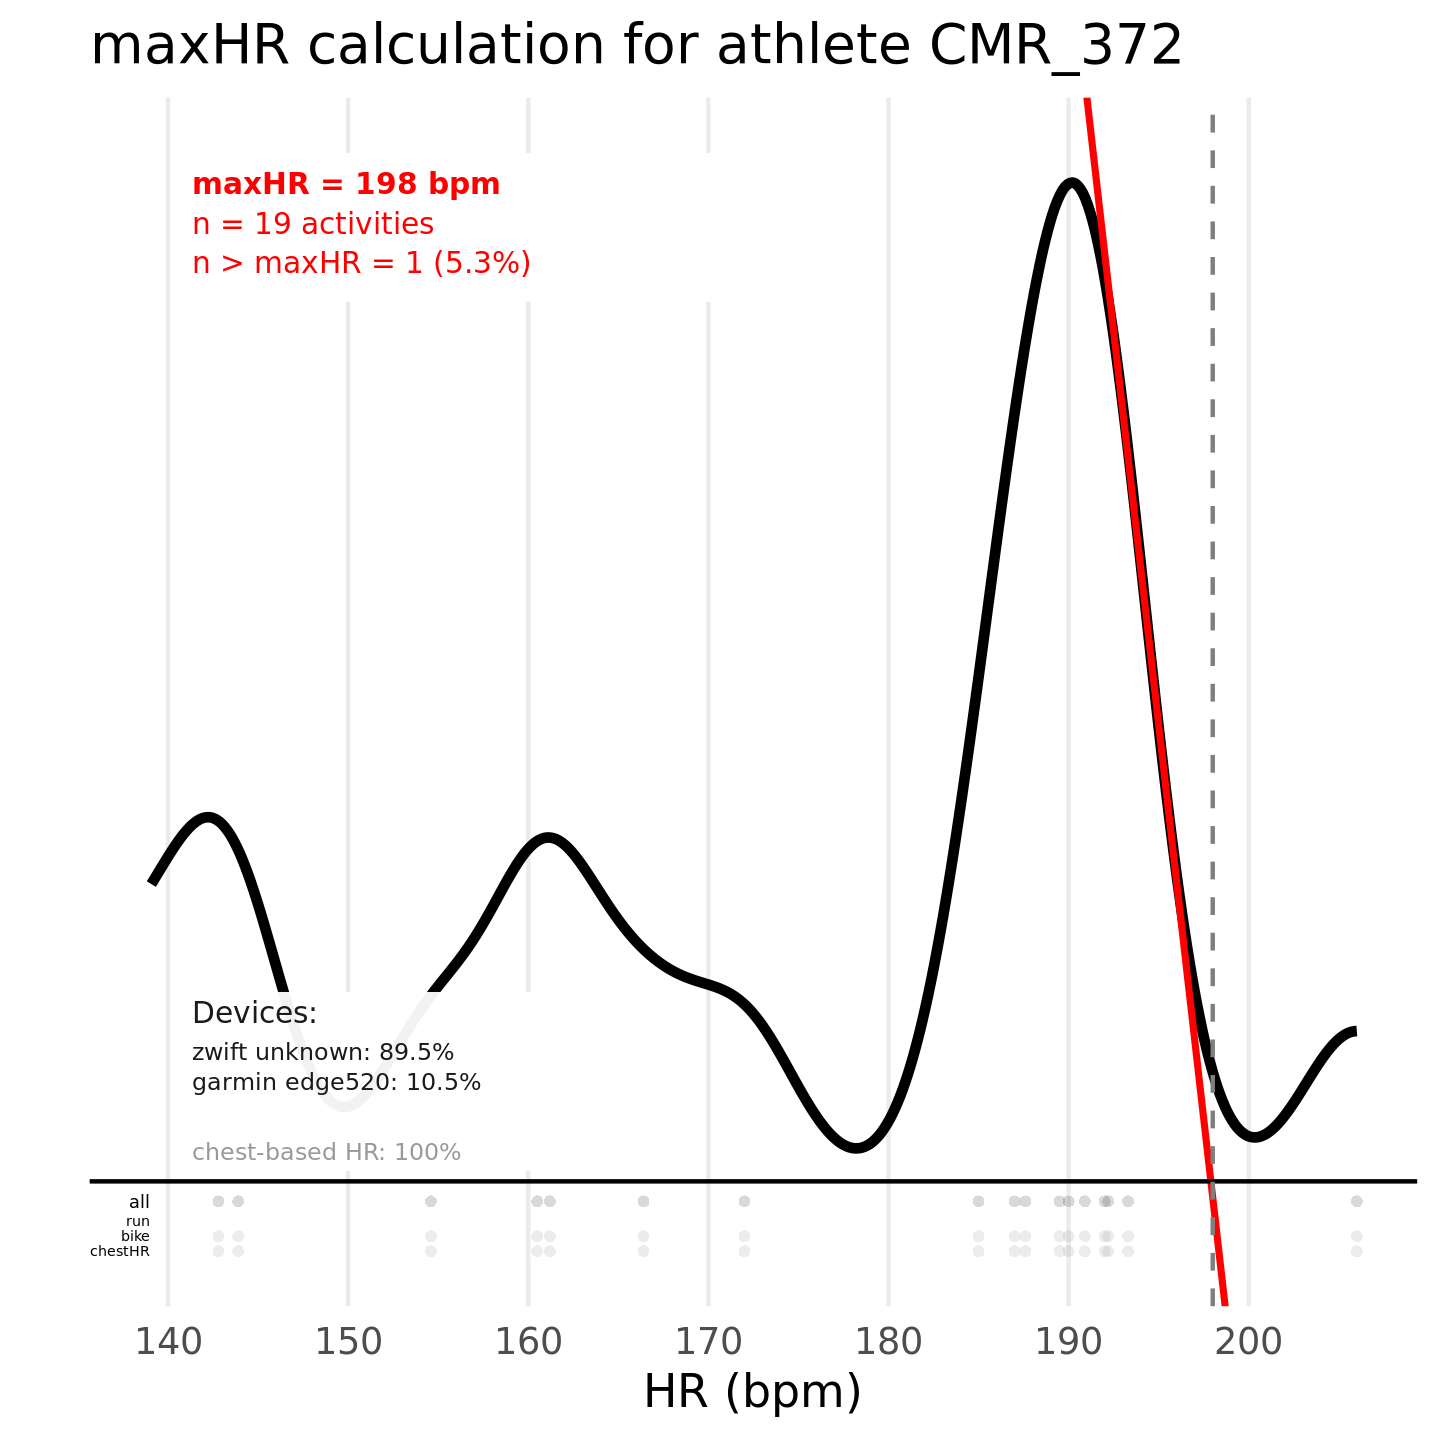 maxHR calculation for athlete CMR_372
maxHR = 198 bpm
n = 19 activities
n > maxHR = 1 (5.3%)
Devices:
zwift unknown: 89.5%
garmin edge520: 10.5%
chest-based HR: 100%
all
run
bike
chestHR
140 150 160 170 180 190 200
HR (bpm)